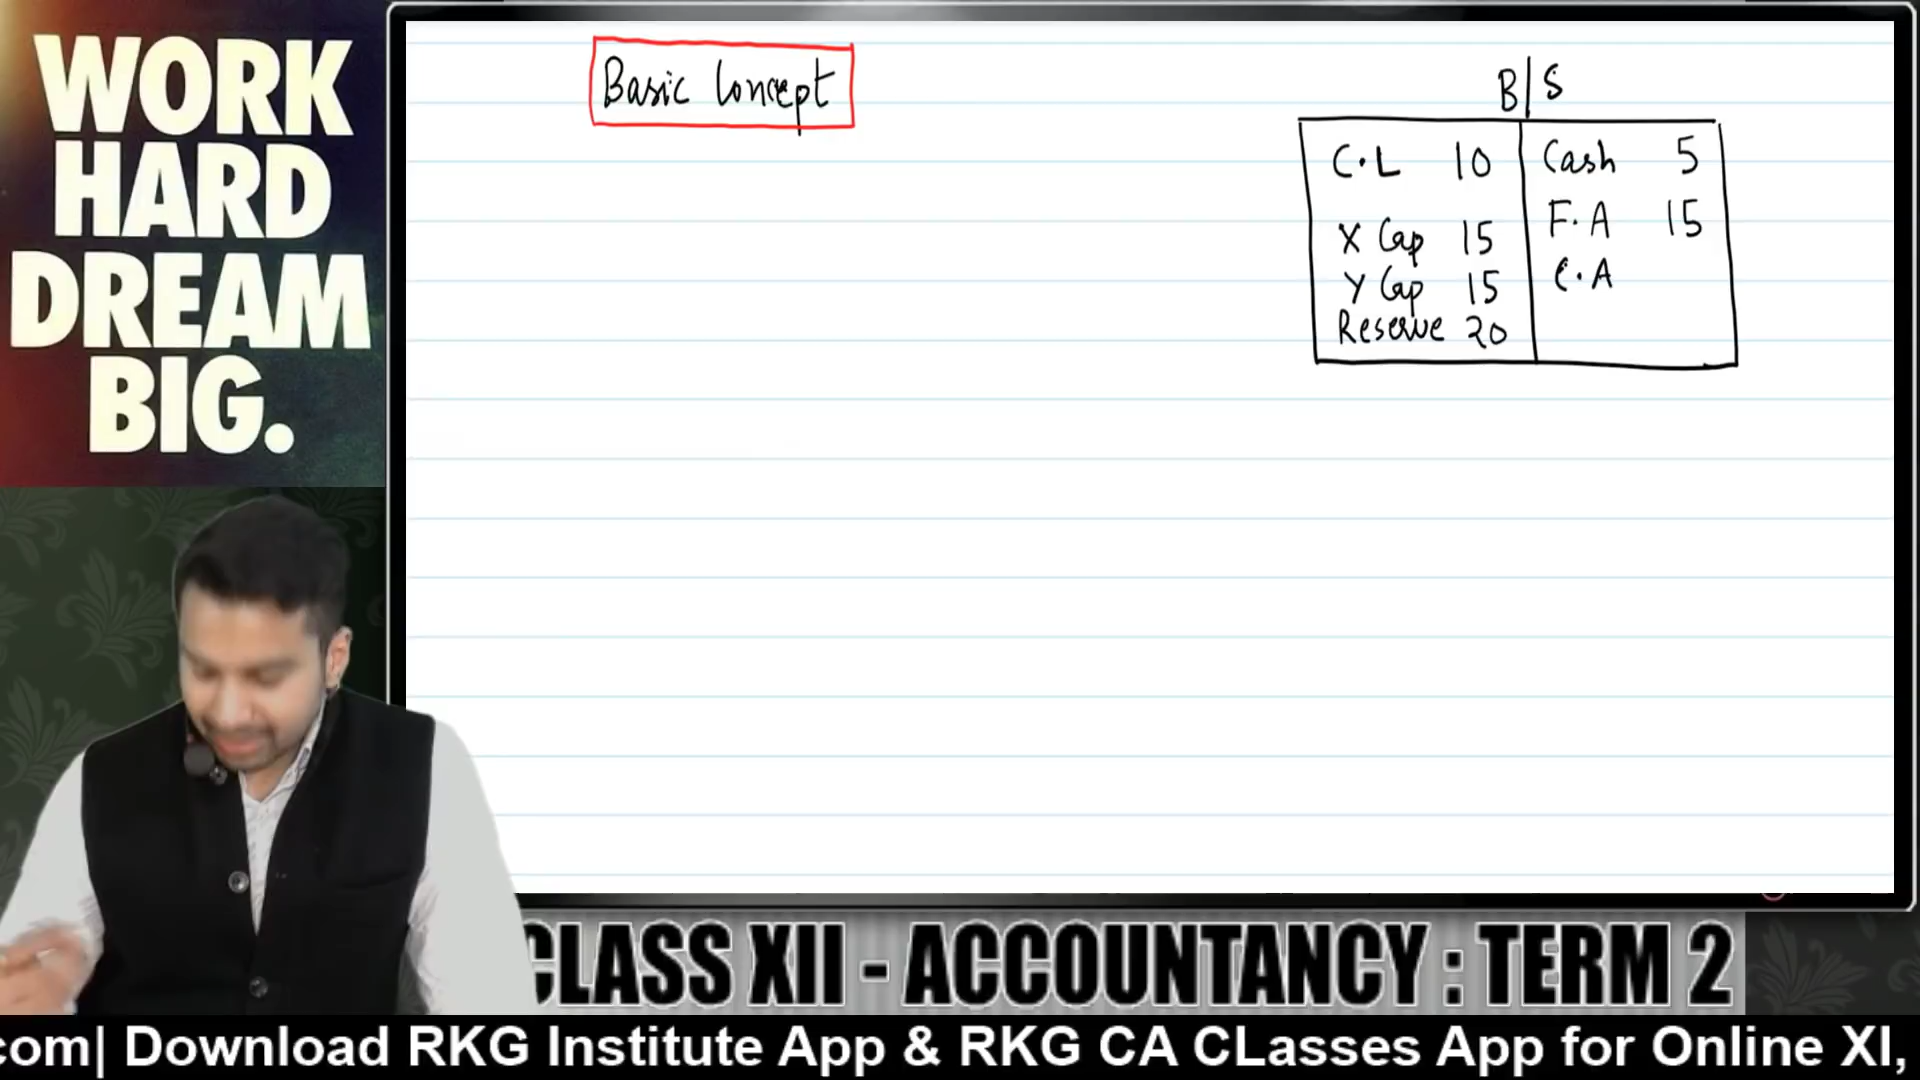 WORK
HARD
DREAM
BIG.
Basic Concept
B/S
C.L 10 Cash 5
X Cap 15 F.A 15
Y Cap 15 C.A
Reserve 20
CLASS XII - ACCOUNTANCY : TERM 2
com| Download RKG Institute App & RKG CA CLasses App for Online XI,